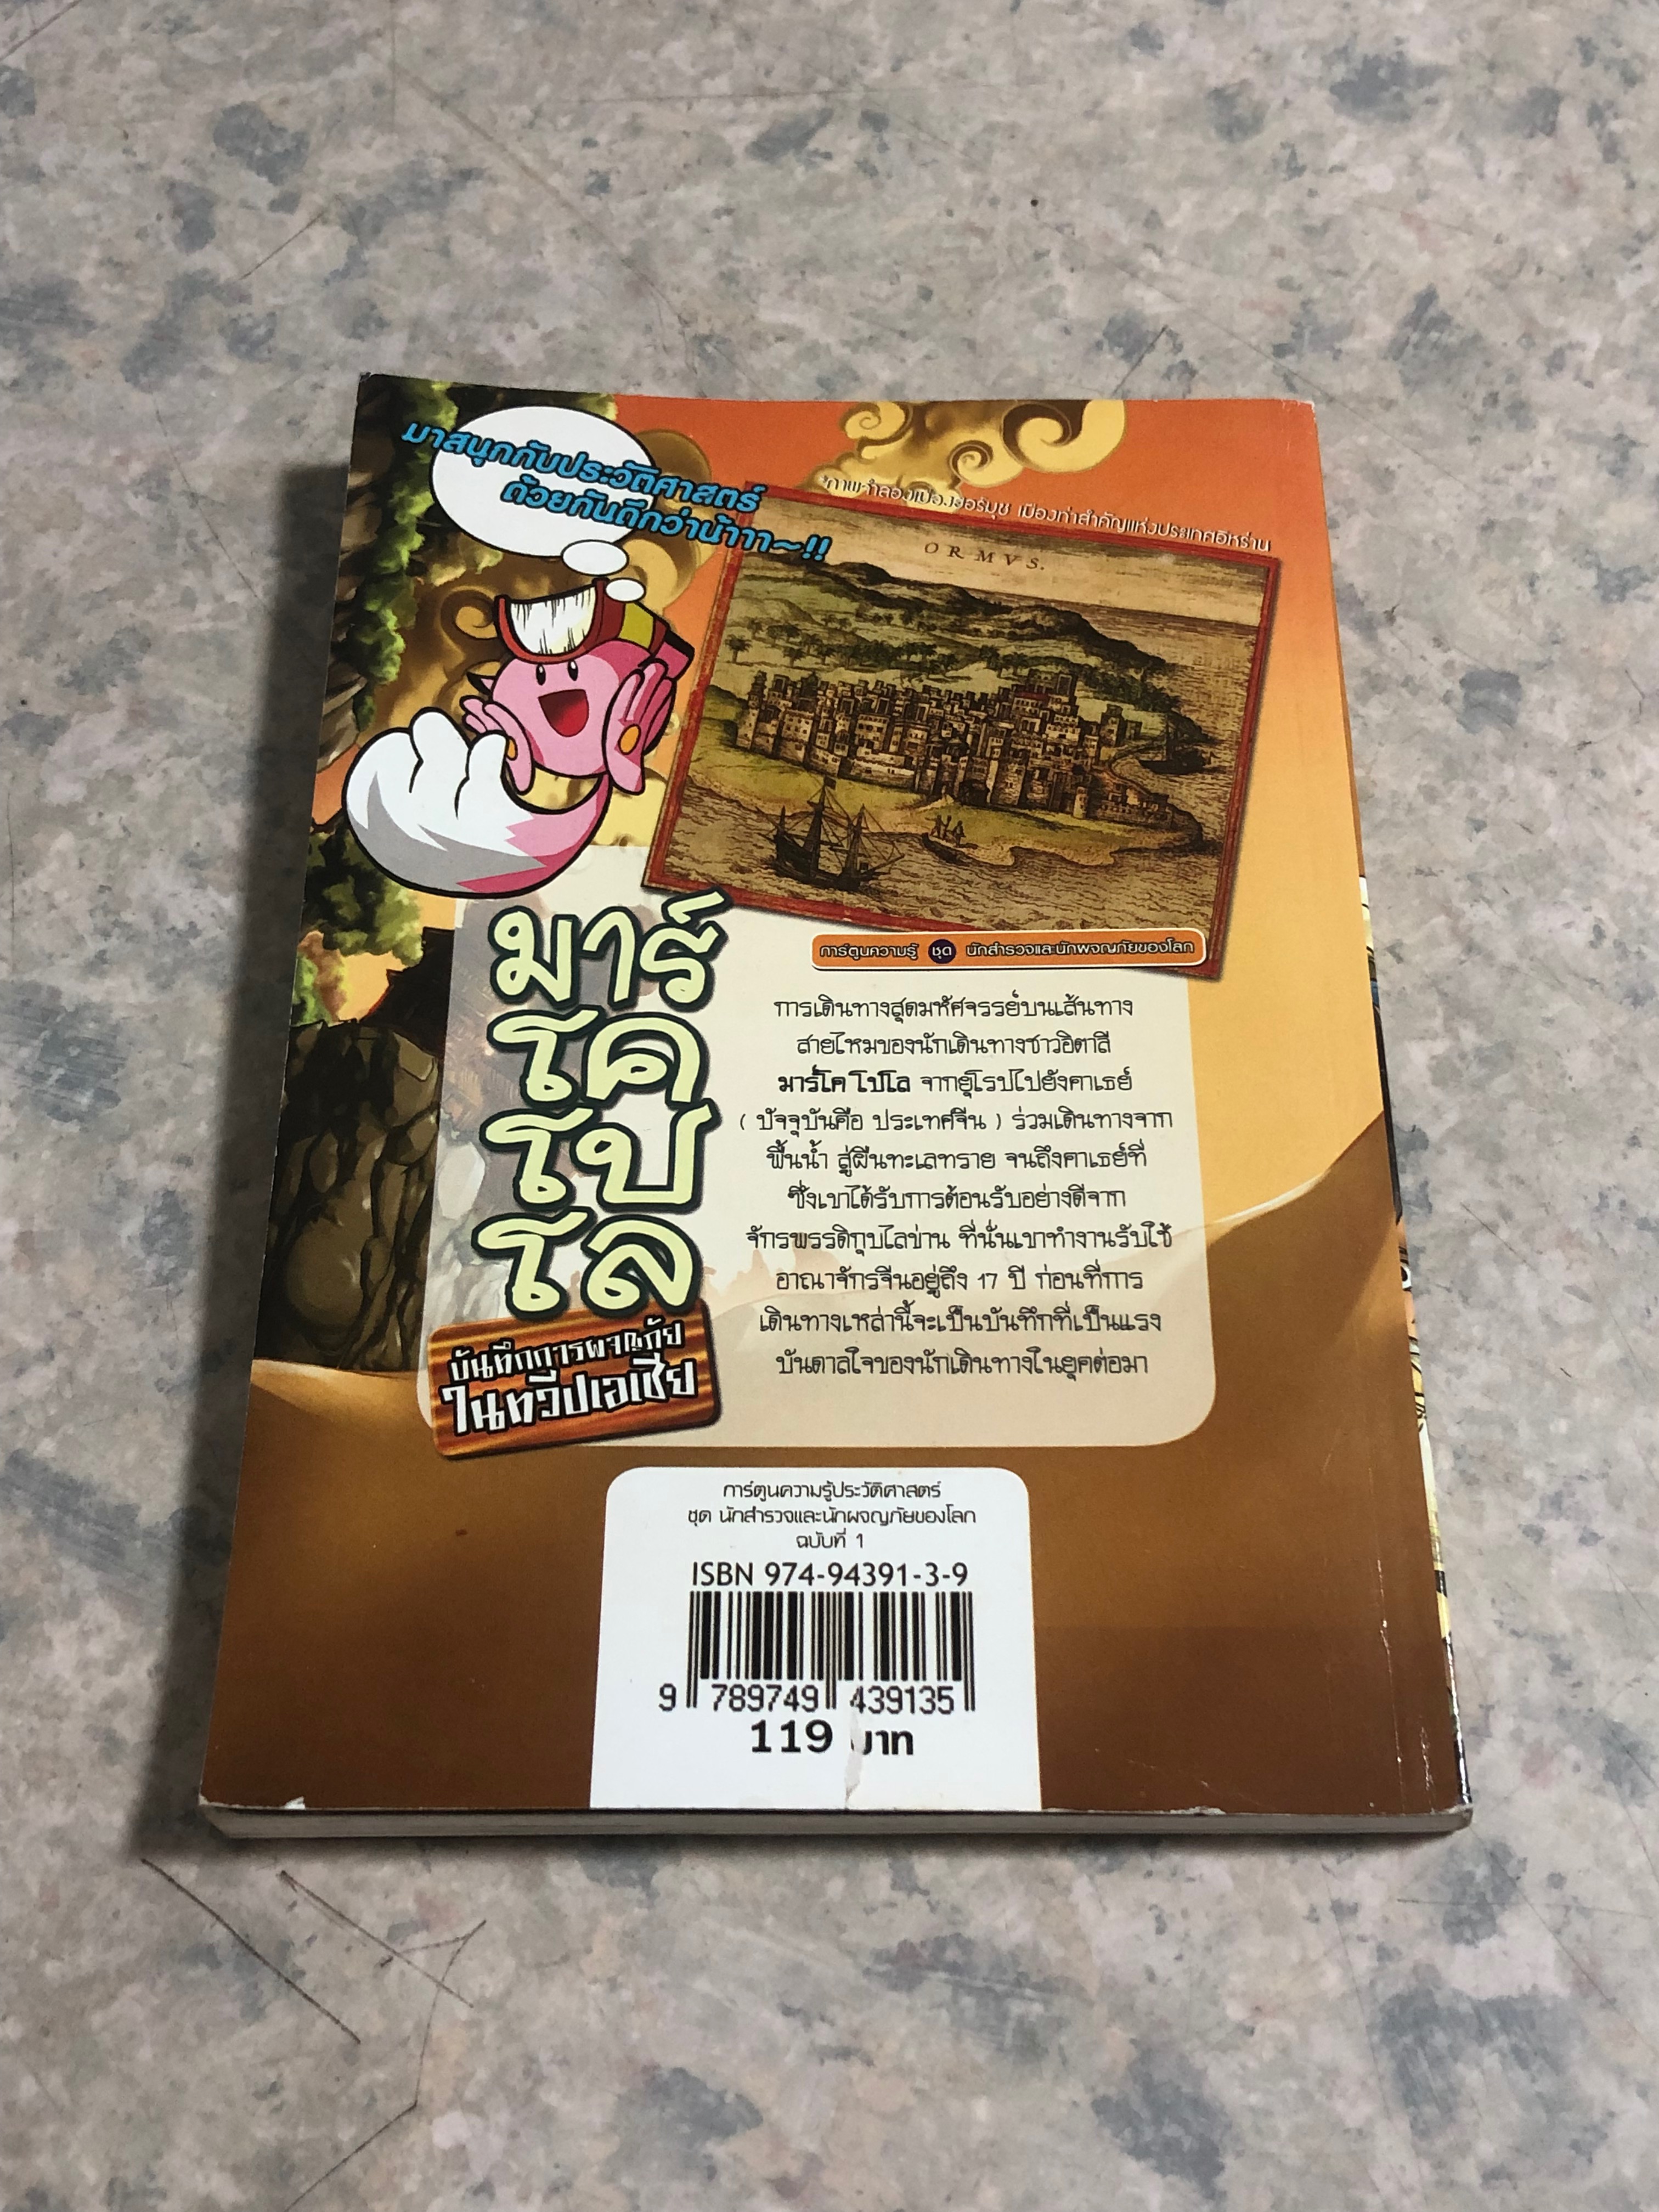 มาสนุกกับประวัติศาสตร์
ด้วยกันดีกว่าน้าาา~!!
*ภาพจำลองเมืองฮอร์มุช เมืองท่าสำคัญแห่งประเทศอิหร่าน
ORMVS.
การ์ตูนความรู้ ชุด นักสำรวจและนักผจญภัยของโลก
มาร์
โค
โป
โล
บันทึกการผจญภัย
ในทวีปเอเชีย
การเดินทางสุดมหัศจรรย์บนเส้นทาง
สายไหมของนักเดินทางชาวอิตาลี
มาร์โค โปโล จากยุโรปไปยังคาเธย์
( ปัจจุบันคือ ประเทศจีน ) ร่วมเดินทางจาก
พื้นน้ำ สู่ผืนทะเลทราย จนถึงคาเธย์ที่
ซึ่งเขาได้รับการต้อนรับอย่างดีจาก
จักรพรรดิกุบไลข่าน ที่นั่นเขาทำงานรับใช้
อาณาจักรจีนอยู่ถึง 17 ปี ก่อนที่การ
เดินทางเหล่านี้จะเป็นบันทึกที่เป็นแรง
บันดาลใจของนักเดินทางในยุคต่อมา
การ์ตูนความรู้ประวัติศาสตร์
ชุด นักสำรวจและนักผจญภัยของโลก
ฉบับที่ 1
ISBN 974-94391-3-9
9 789749 439135
119 บาท